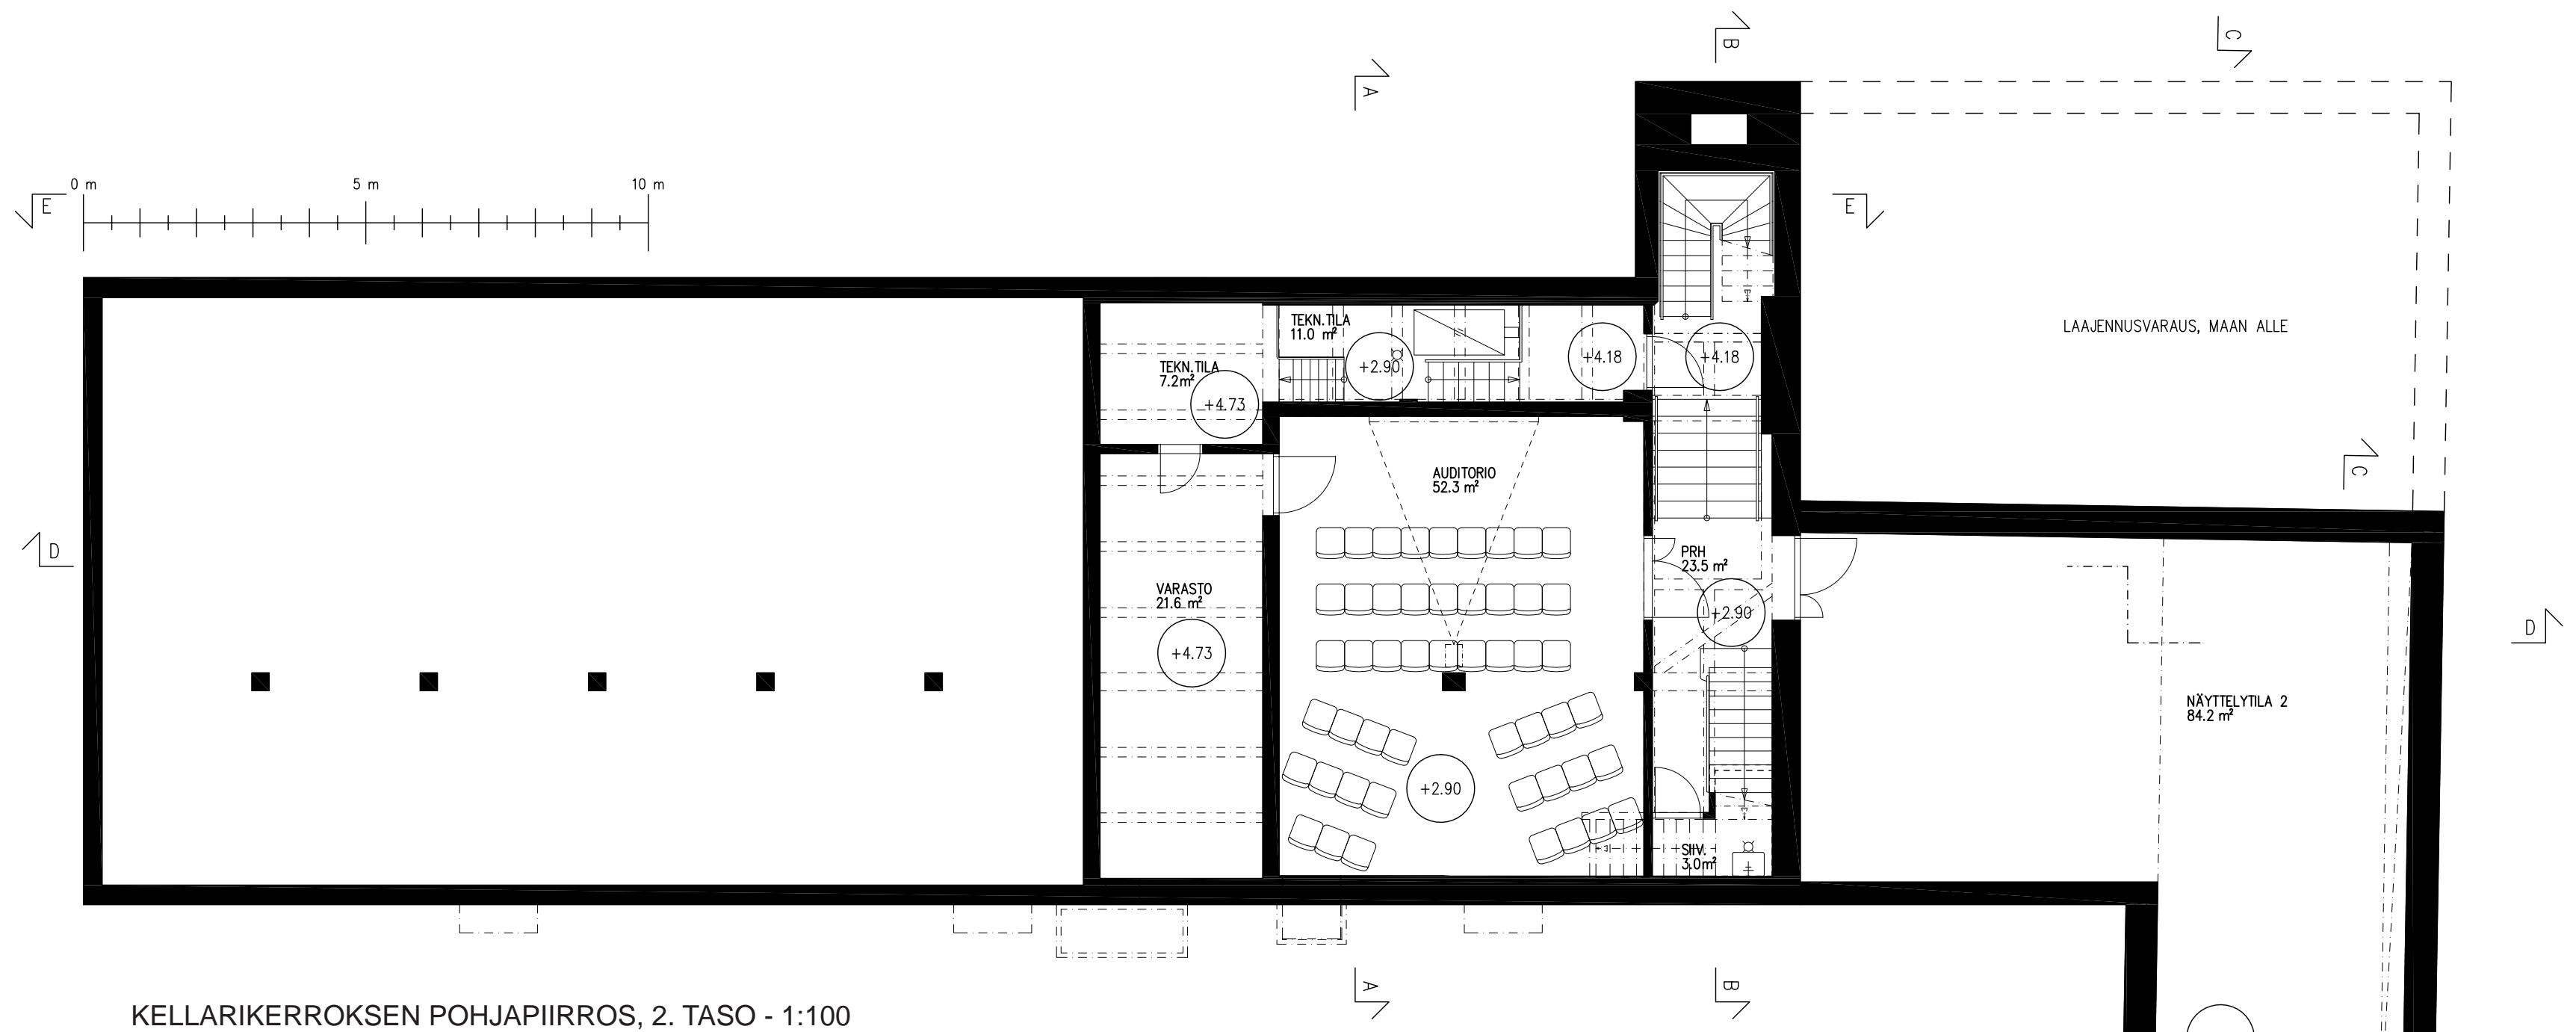 B
C
A
0 m 5 m 10 m
E
E
LAAJENNUSVARAUS, MAAN ALLE
TEKN.TILA
11.0 m²
+4.18
+4.18
+2.90
TEKN.TILA
7.2m²
+4.73
AUDITORIO
52.3 m²
C
D
PRH
23.5 m²
+2.90
VARASTO
21.6 m²
+4.73
D
NÄYTTELYTILA 2
84.2 m²
+2.90
SIIV.
3.0m²
A
B
KELLARIKERROKSEN POHJAPIIRROS, 2. TASO - 1:100